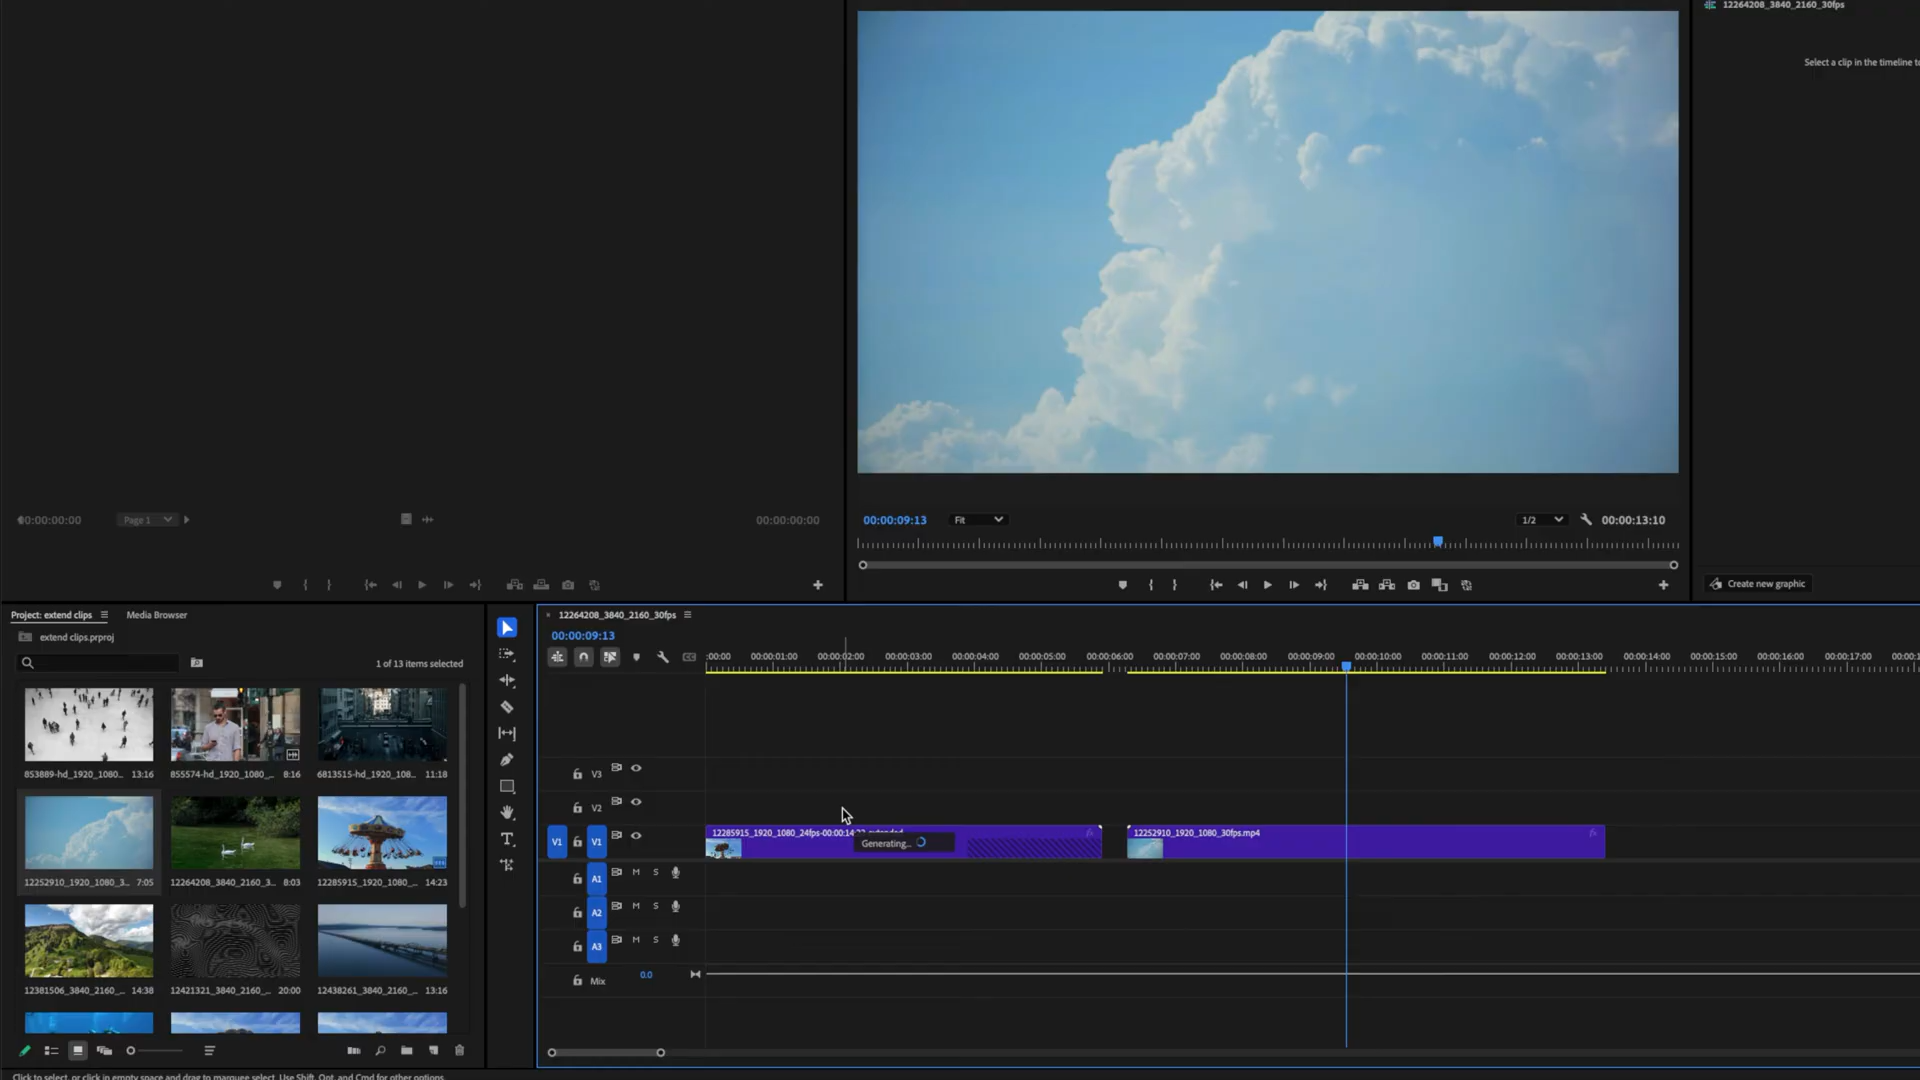 12264208_3840_2160_30fps
Select a clip in the timeline to
00:00:00:00
Page 1
00:00:00:00
00:00:09:13
Fit
1/2
00:00:13:10
Create new graphic
Project: extend clips
Media Browser
extend clips.prproj
1 of 13 items selected
853889-hd_1920_1080_... 13:16
855574-hd_1920_1080_... 8:16
6813515-hd_1920_108... 11:18
12252910_1920_1080_3... 7:05
12264208_3840_2160_3... 8:03
12285915_1920_1080_... 14:23
12381506_3840_2160_... 14:38
12421321_3840_2160_... 20:00
12438261_3840_2160_... 13:16
12264208_3840_2160_30fps
00:00:09:13
:00:00 00:00:01:00 00:00:02:00 00:00:03:00 00:00:04:00 00:00:05:00 00:00:06:00 00:00:07:00 00:00:08:00 00:00:09:00 00:00:10:00 00:00:11:00 00:00:12:00 00:00:13:00 00:00:14:00 00:00:15:00 00:00:16:00 00:00:17:00 00:00:1
V3
V2
V1 V1
12285915_1920_1080_24fps-00:00:14:22_extended
fx
Generating...
12252910_1920_1080_30fps.mp4
fx
A1 M S
A2 M S
A3 M S
Mix 0.0
Click to select, or click in empty space and drag to marquee select. Use Shift, Opt, and Cmd for other options.